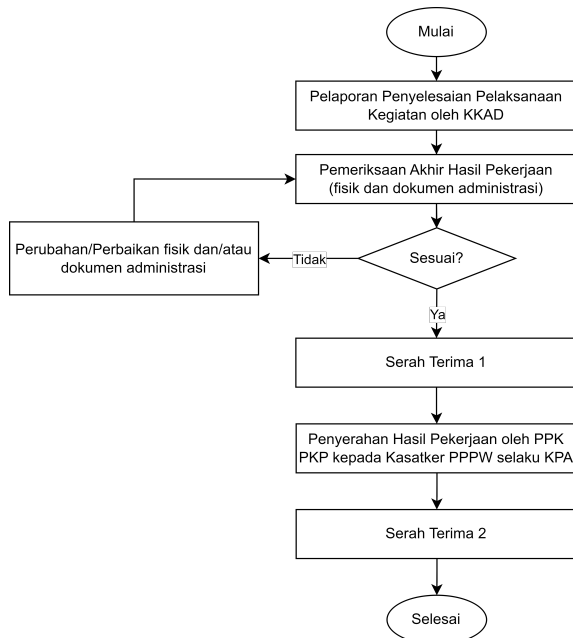 Mulai
Pelaporan Penyelesaian Pelaksanaan
Kegiatan oleh KKAD
Pemeriksaan Akhir Hasil Pekerjaan
(fisik dan dokumen administrasi)
Perubahan/Perbaikan fisik dan/atau
dokumen administrasi
Tidak
Sesuai?
Ya
Serah Terima 1
Penyerahan Hasil Pekerjaan oleh PPK
PKP kepada Kasatker PPPW selaku KPA
Serah Terima 2
Selesai